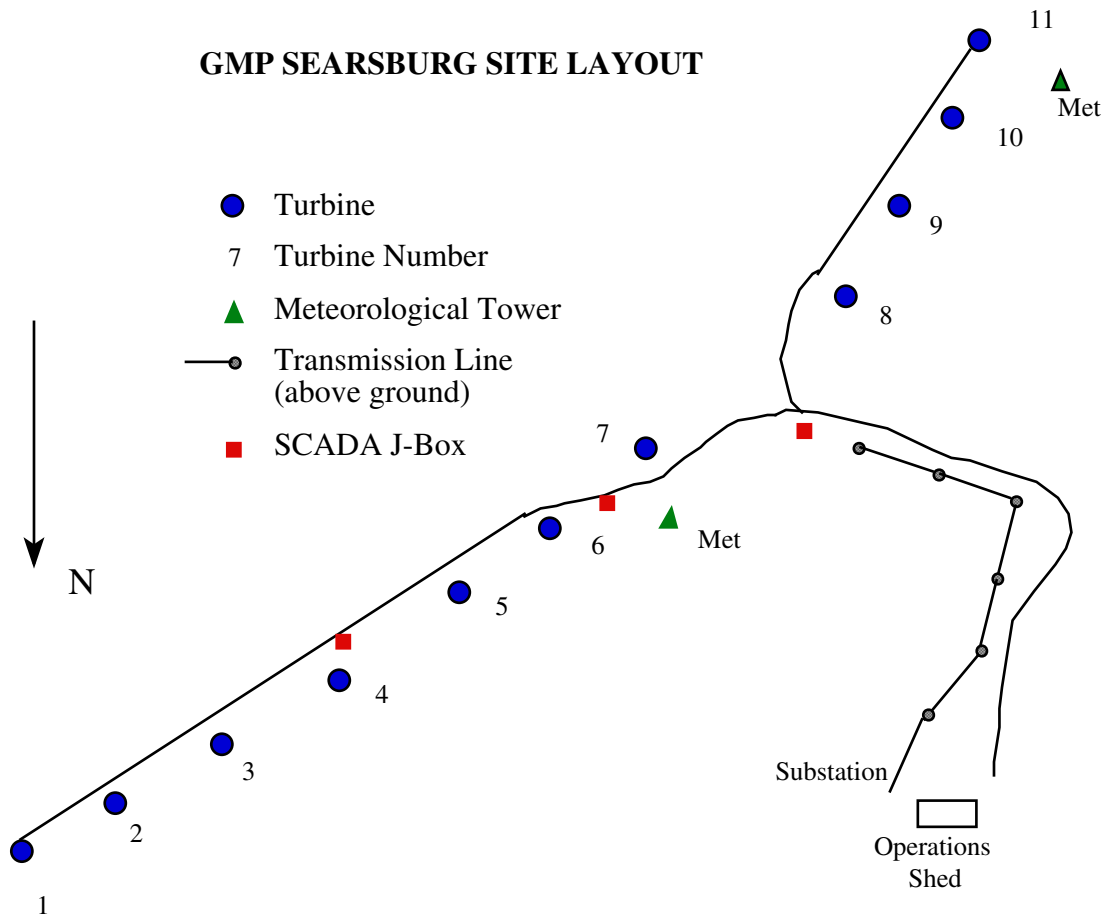 GMP SEARSBURG SITE LAYOUT
11
Met
10
9
8
Turbine
7 Turbine Number
Meteorological Tower
Transmission Line
(above ground)
SCADA J-Box
7
6
Met
5
N
4
3
2
1
Substation
Operations
Shed